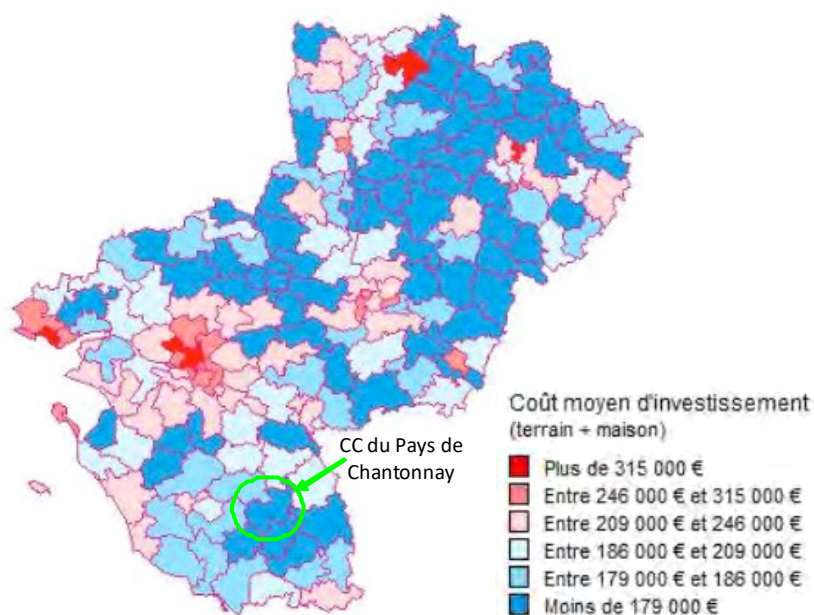 CC du Pays de
Chantonnay
Coût moyen d'investissement
(terrain + maison)
Plus de 315 000 €
Entre 246 000 € et 315 000 €
Entre 209 000 € et 246 000 €
Entre 186 000 € et 209 000 €
Entre 179 000 € et 186 000 €
Moins de 179 000 €